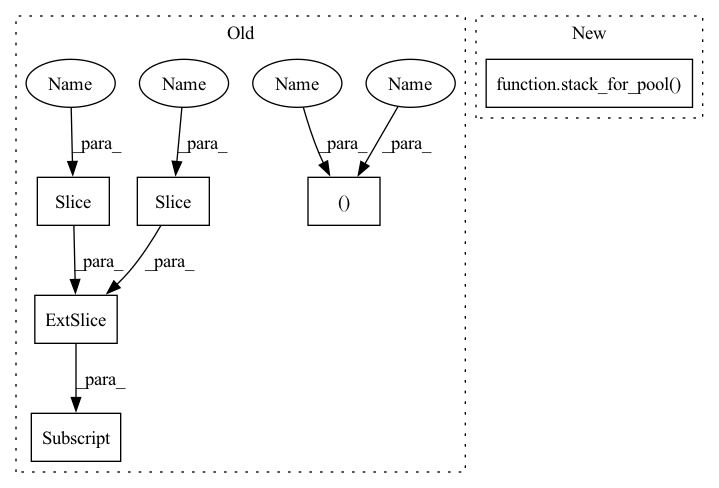 Old
New
Name
Name
Name
Name
function.stack_for_pool()
_para_
_para_
_para_
_para_
Slice
Slice
()
_para_
_para_
ExtSlice
_para_
Subscript